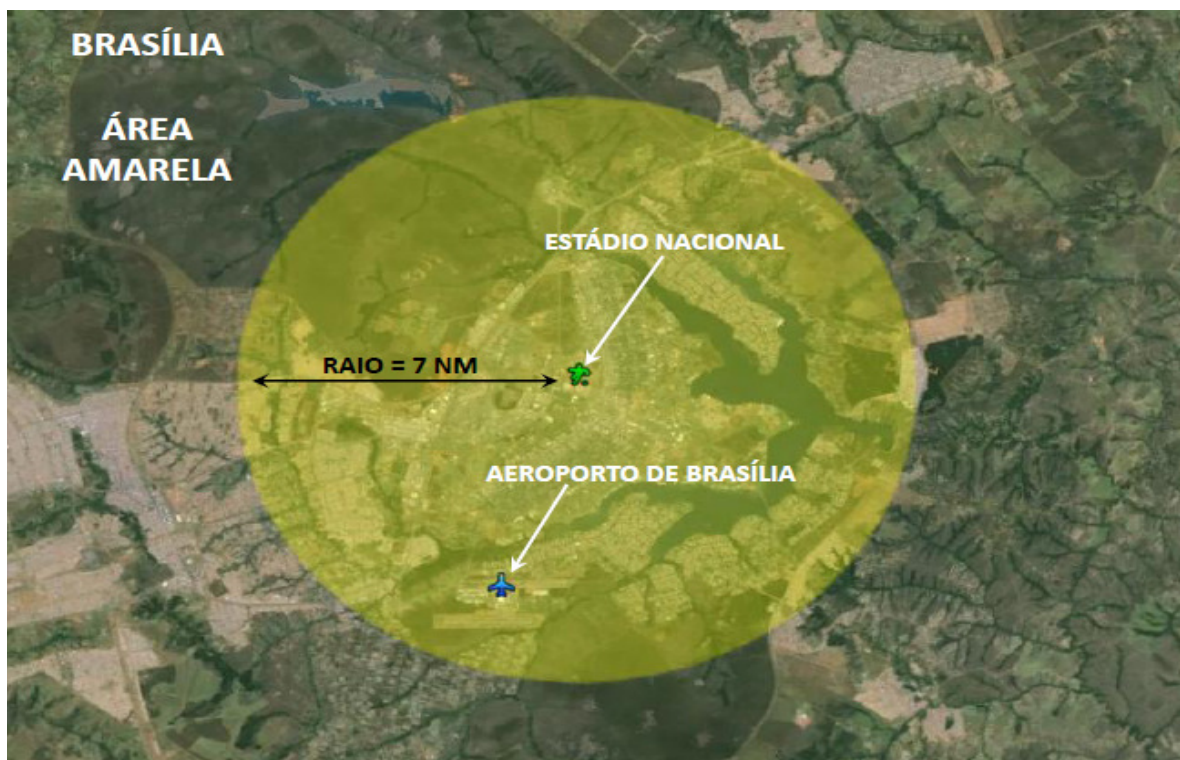 BRASÍLIA
ÁREA
AMARELA
ESTÁDIO NACIONAL
RAIO = 7 NM
AEROPORTO DE BRASÍLIA